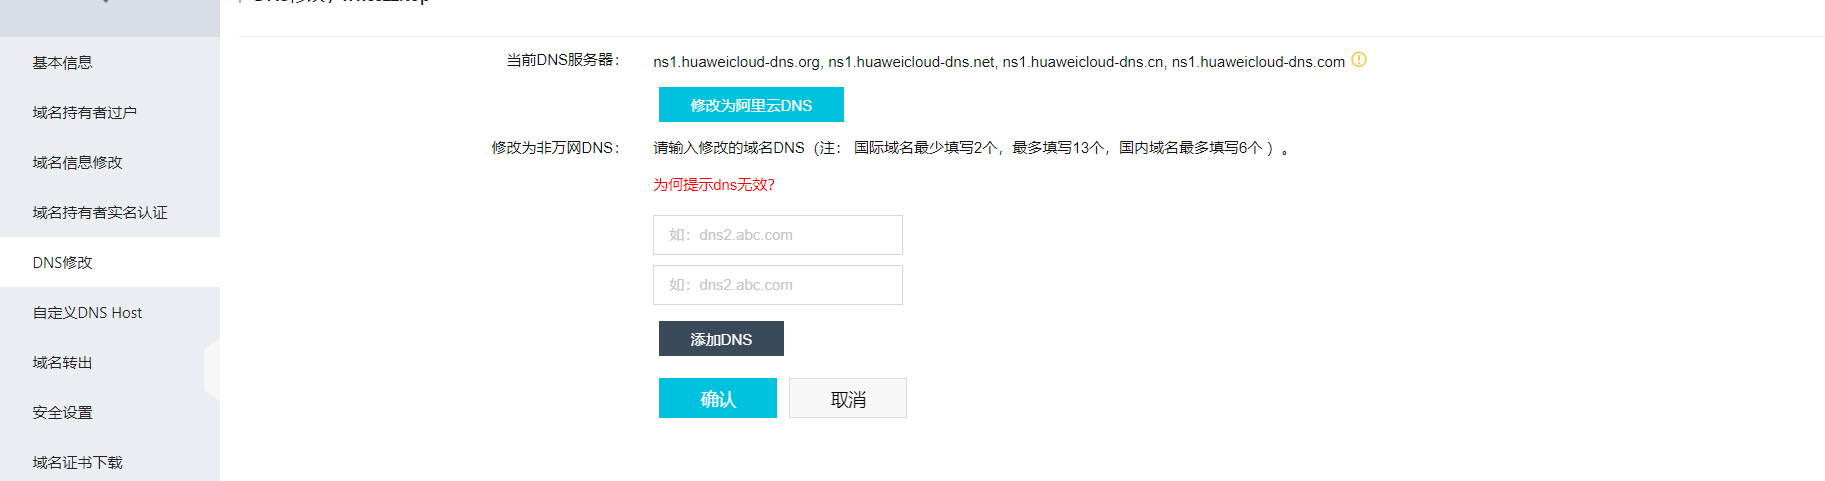 基本信息
域名持有者过户
域名信息修改
域名持有者实名认证
DNS修改
自定义DNS Host
域名转出
安全设置
域名证书下载
当前DNS服务器：
ns1.huaweicloud-dns.org, ns1.huaweicloud-dns.net, ns1.huaweicloud-dns.cn, ns1.huaweicloud-dns.com
修改为阿里云DNS
修改为非万网DNS：
请输入修改的域名DNS（注： 国际域名最少填写2个，最多填写13个，国内域名最多填写6个 ）。
为何提示dns无效?
如：dns2.abc.com
如：dns2.abc.com
添加DNS
确认
取消